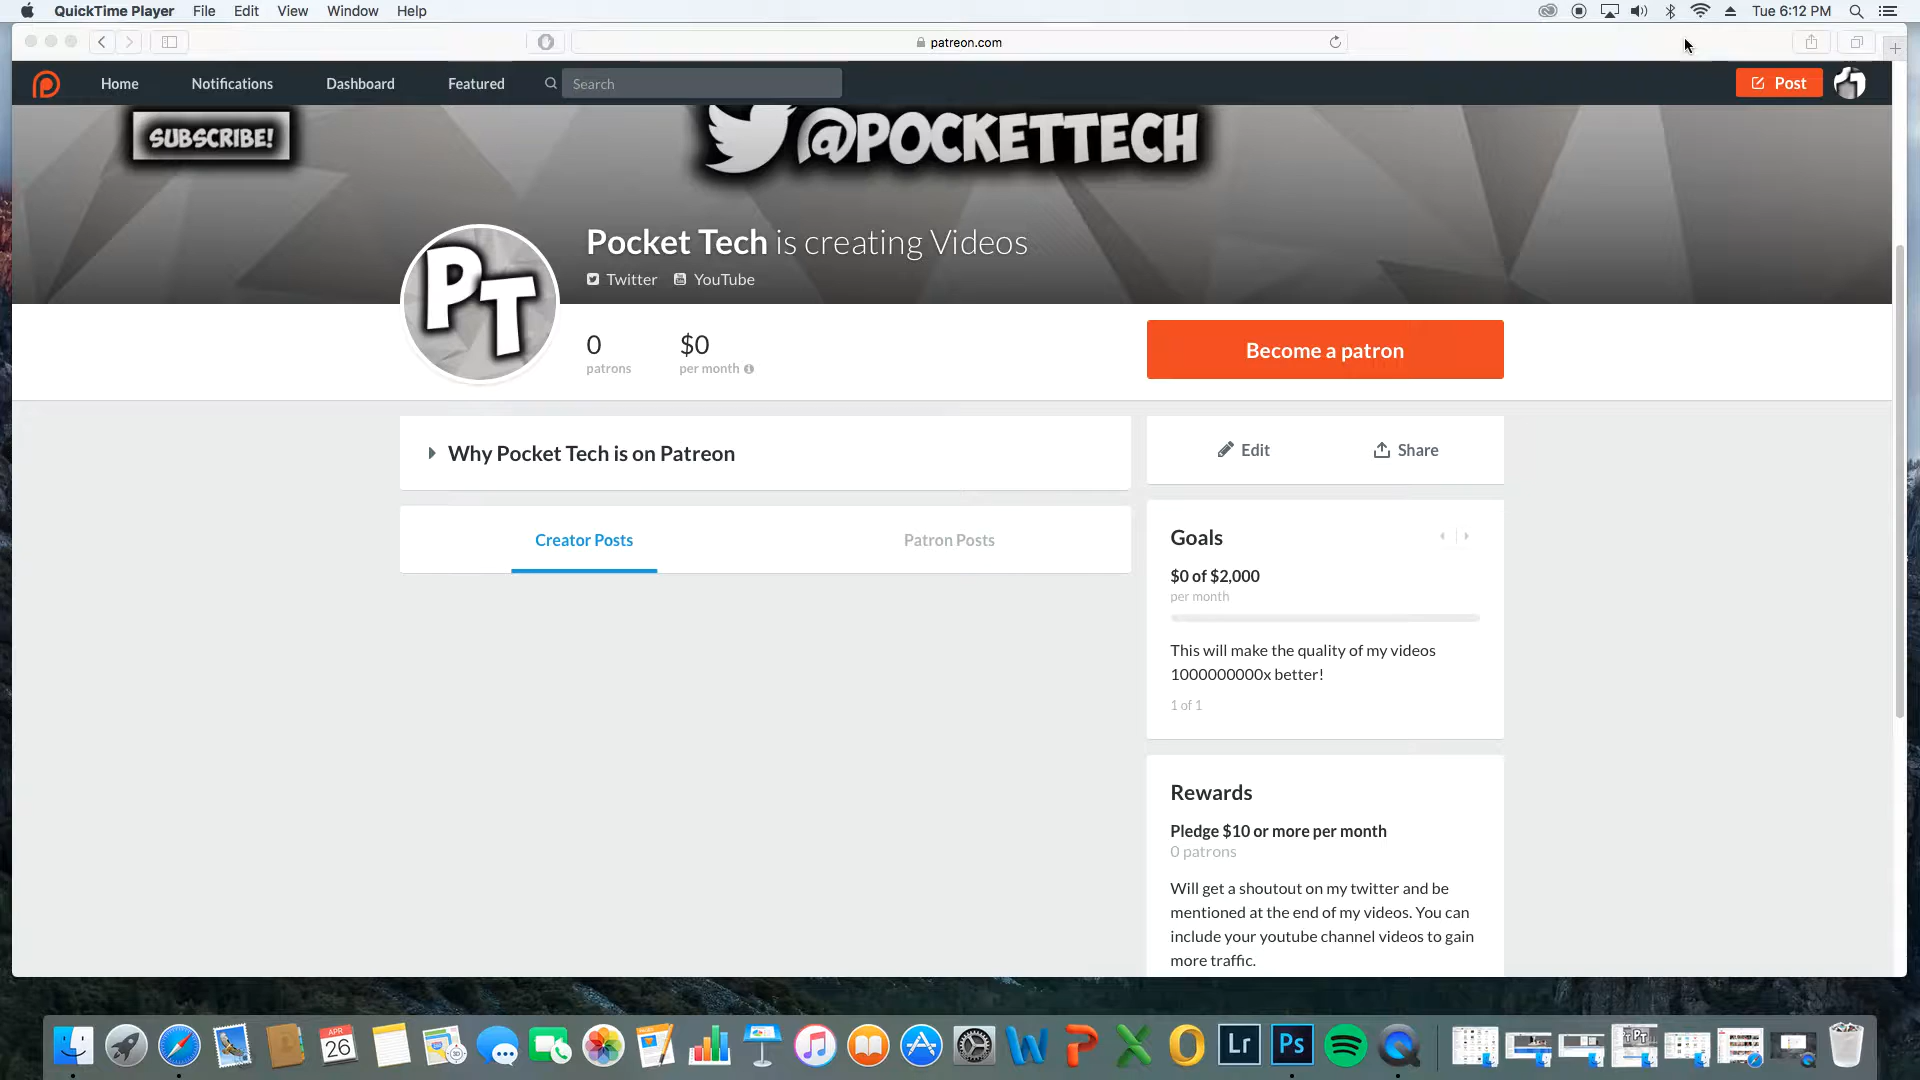 QuickTime Player File Edit View Window Help Tue 6:12 PM
patreon.com
Home Notifications Dashboard Featured Search Post
SUBSCRIBE! @POCKETTECH
Pocket Tech is creating Videos
Twitter YouTube
PT
0 $0
patrons per month
Become a patron
Why Pocket Tech is on Patreon
Edit Share
Creator Posts Patron Posts
Goals
$0 of $2,000
per month
This will make the quality of my videos
1000000000x better!
1 of 1
Rewards
Pledge $10 or more per month
0 patrons
Will get a shoutout on my twitter and be
mentioned at the end of my videos. You can
include your youtube channel videos to gain
more traffic.
APR
26
Lr Ps